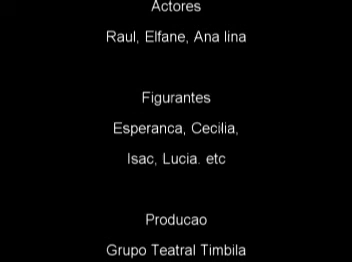 Actores
Raul, Elfane, Ana lina
Figurantes
Esperanca, Cecilia,
Isac, Lucia. etc
Producao
Grupo Teatral Timbila